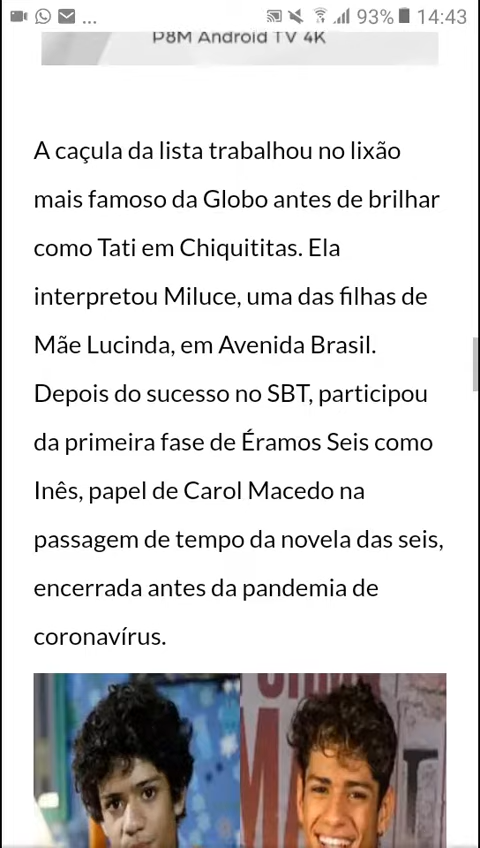 ... 93% 14:43
P8M Android TV 4K
A caçula da lista trabalhou no lixão
mais famoso da Globo antes de brilhar
como Tati em Chiquititas. Ela
interpretou Miluce, uma das filhas de
Mãe Lucinda, em Avenida Brasil.
Depois do sucesso no SBT, participou
da primeira fase de Éramos Seis como
Inês, papel de Carol Macedo na
passagem de tempo da novela das seis,
encerrada antes da pandemia de
coronavírus.